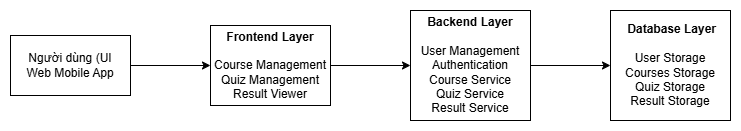 Người dùng (UI
Web Mobile App
Frontend Layer
Course Management
Quiz Management
Result Viewer
Backend Layer
User Management
Authentication
Course Service
Quiz Service
Result Service
Database Layer
User Storage
Courses Storage
Quiz Storage
Result Storage